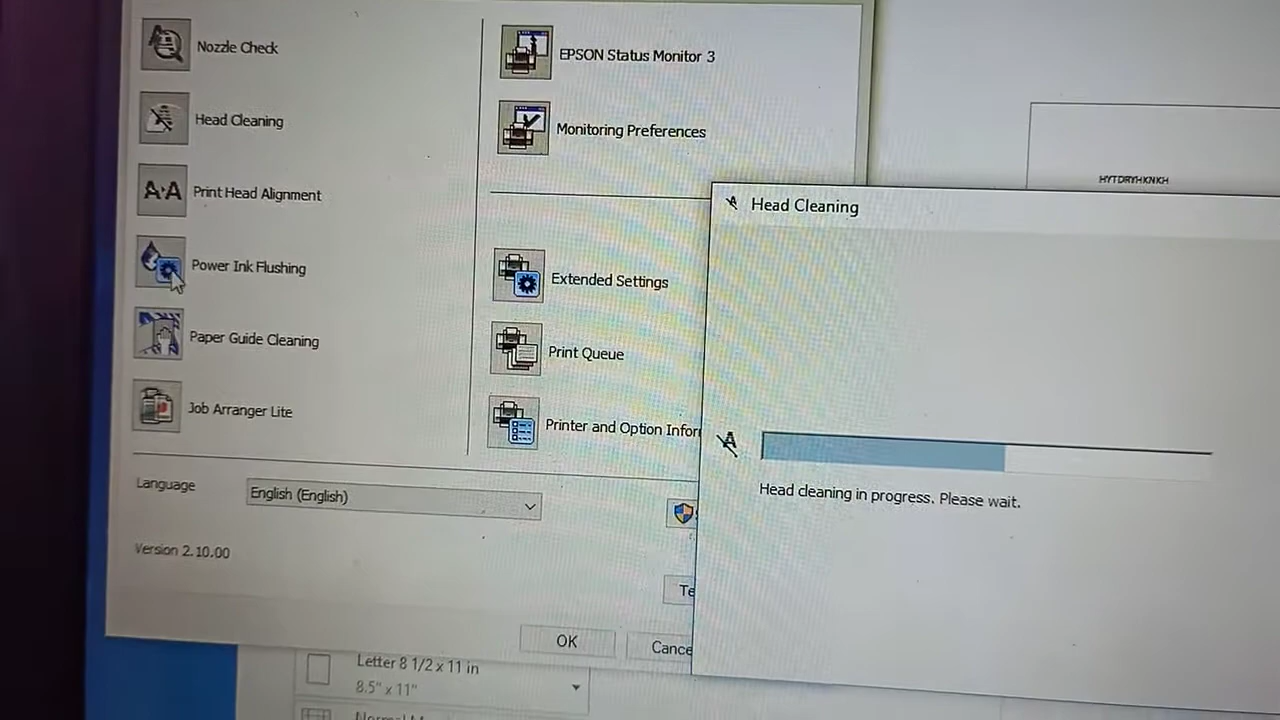 Nozzle Check
Head Cleaning
Print Head Alignment
Power Ink Flushing
Paper Guide Cleaning
Job Arranger Lite
EPSON Status Monitor 3
Monitoring Preferences
Extended Settings
Print Queue
Printer and Option Infor
Language
English (English)
Version 2.10.00
Te
OK
Cance
HYTDRYHKNKH
Head Cleaning
Head cleaning in progress. Please wait.
Letter 8 1/2 x 11 in
8.5" x 11"